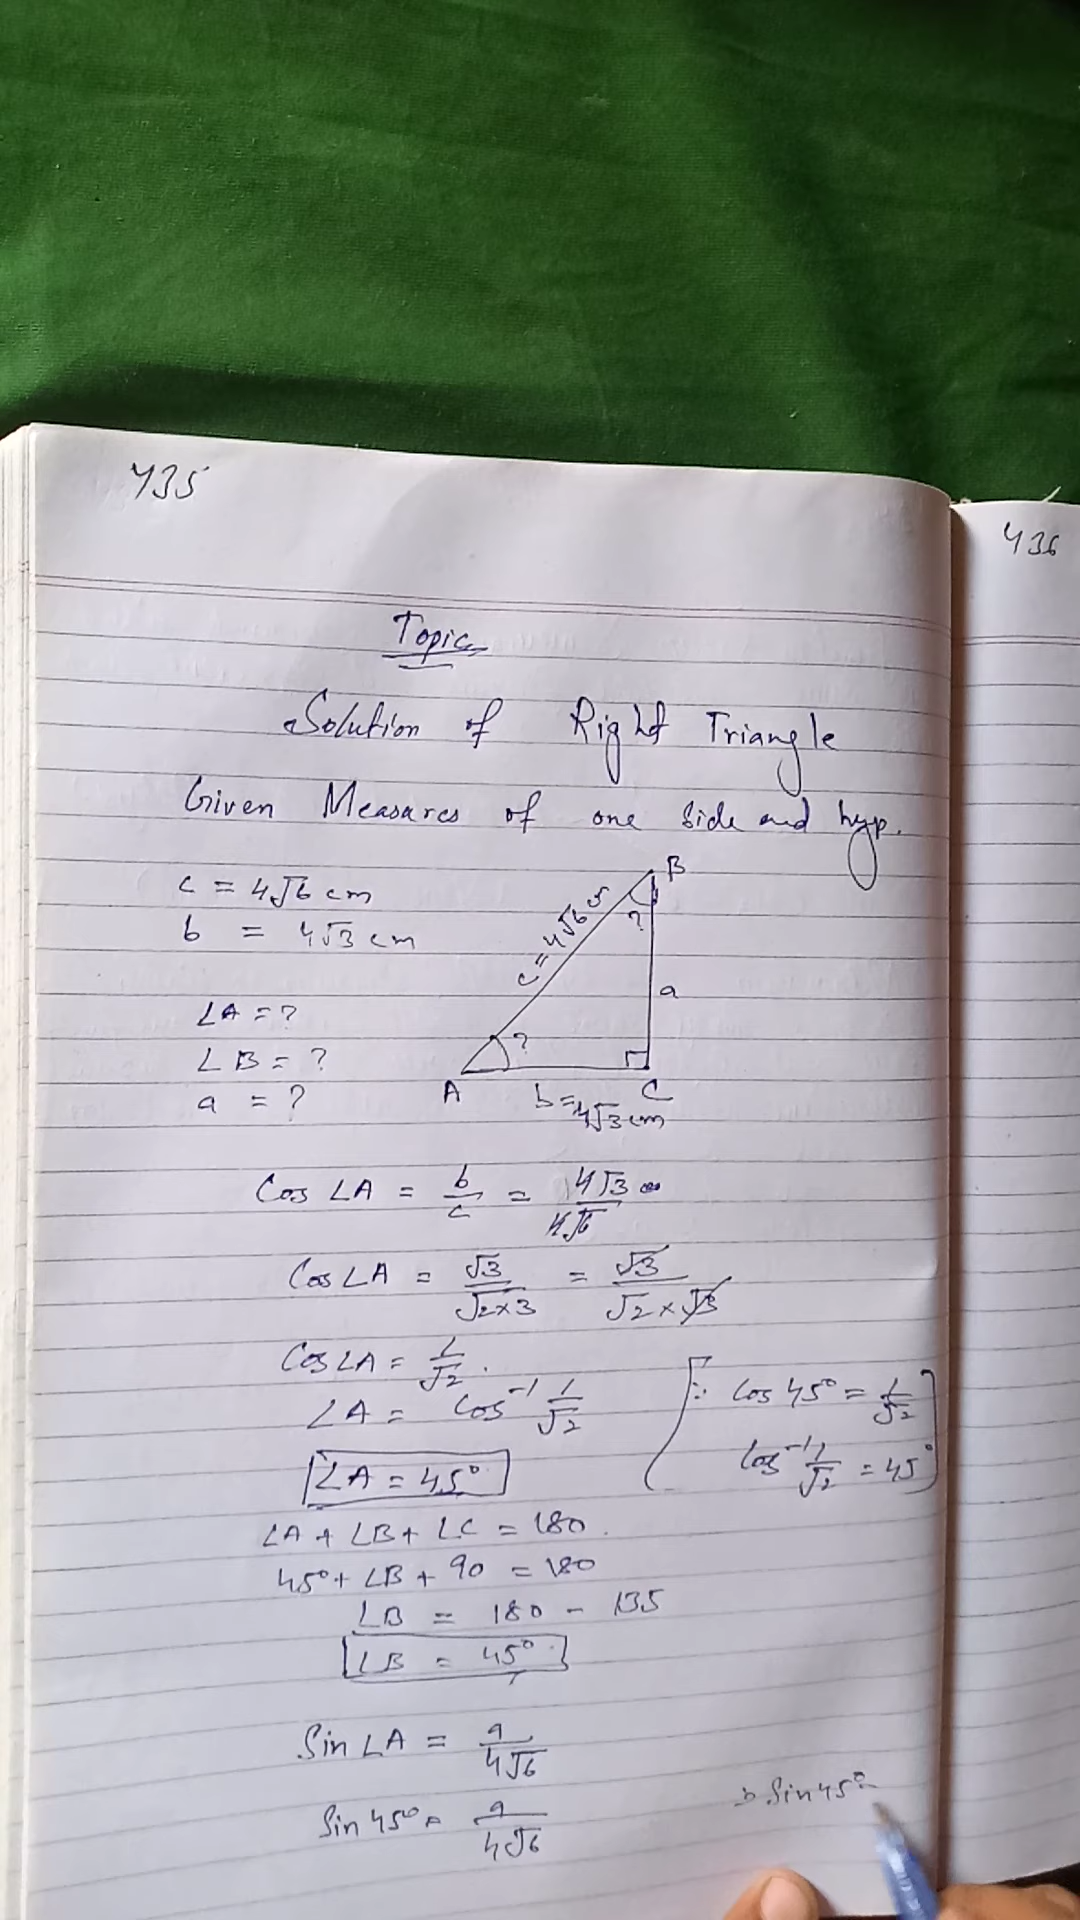 435
436
Topic
Solution of Right Triangle
Given Measures of one side and hyp.
c = 4√6 cm
b = 4√3 cm
∠A = ?
∠B = ?
a = ?
B
?
c = 4√6
a
?
A
C
b = 4√3 cm
Cos ∠A = b/c = 4√3/4√6
Cos ∠A = √3/√2×3 = √3/√2 × √3
Cos ∠A = 1/√2 .
∠A = Cos⁻¹ 1/√2
∵ Cos 45° = 1/√2
Cos⁻¹ 1/√2 = 45°
∠A = 45°
∠A + ∠B + ∠C = 180.
45° + ∠B + 90 = 180
∠B = 180 - 135
∠B = 45°
Sin ∠A = a/4√6
Sin 45° = a/4√6
∵ Sin 45° =